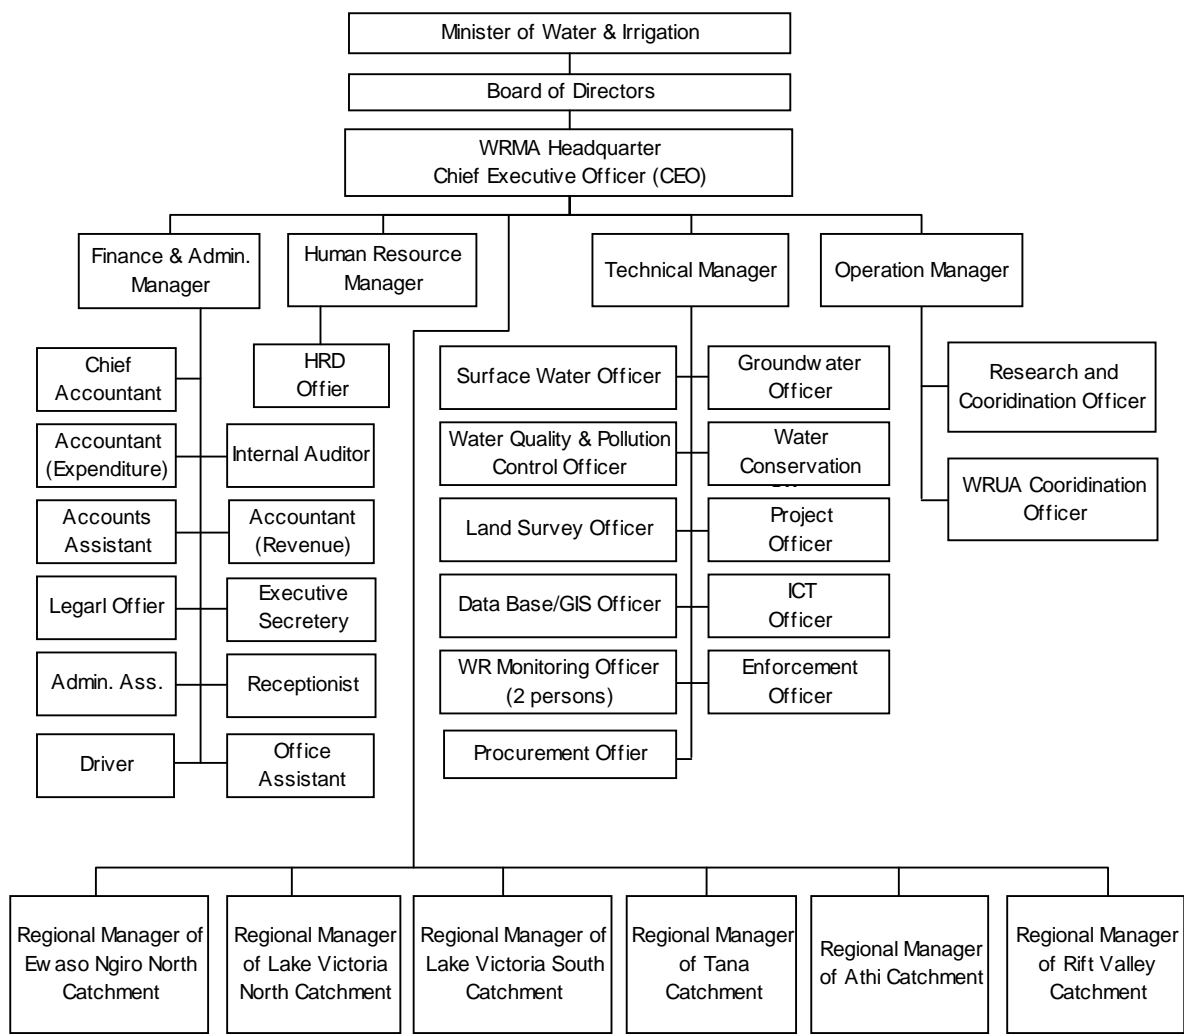 Minister of Water & Irrigation
Board of Directors
WRMA Headquarter
Chief Executive Officer (CEO)
Finance & Admin.
Manager
Human Resource
Manager
Technical Manager
Operation Manager
Chief
Accountant
HRD
Offier
Surface Water Officer
Groundwater
Officer
Research and
Cooridination Officer
Accountant
(Expenditure)
Internal Auditor
Water Quality & Pollution
Control Officer
Water
Conservation
WRUA Cooridination
Officer
Accounts
Assistant
Accountant
(Revenue)
Land Survey Officer
Project
Officer
Legarl Offier
Executive
Secretery
Data Base/GIS Officer
ICT
Officer
Admin. Ass.
Receptionist
WR Monitoring Officer
(2 persons)
Enforcement
Officer
Driver
Office
Assistant
Procurement Offier
Regional Manager of
Ewaso Ngiro North
Catchment
Regional Manager
of Lake Victoria
North Catchment
Regional Manager of
Lake Victoria South
Catchment
Regional Manager
of Tana
Catchment
Regional Manager
of Athi Catchment
Regional Manager
of Rift Valley
Catchment